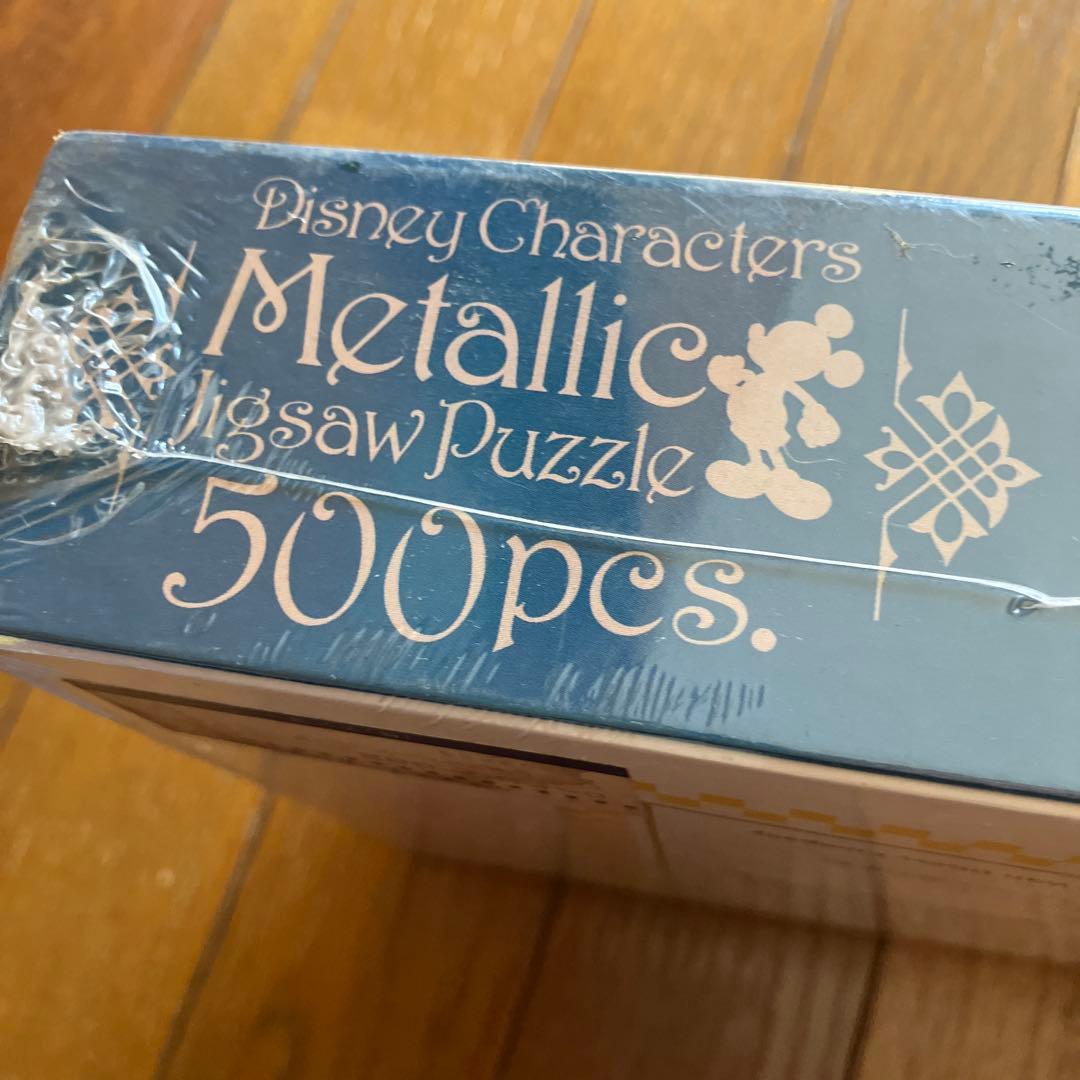 Disney Characters
Metallic
Jigsaw Puzzle
500pcs.